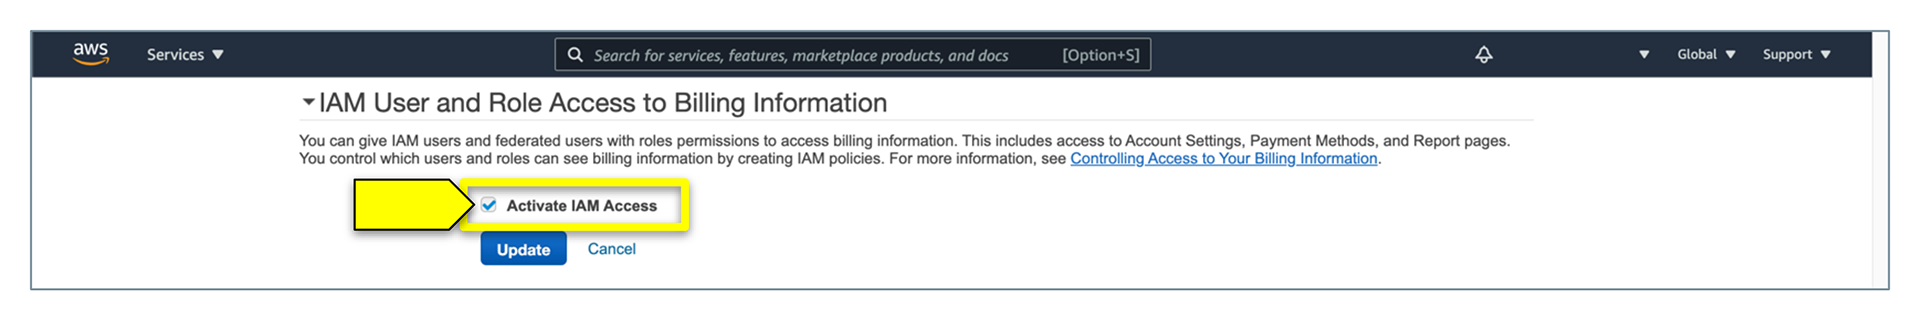 aws Services Search for services, features, marketplace products, and docs [Option+S] Global Support
IAM User and Role Access to Billing Information
You can give IAM users and federated users with roles permissions to access billing information. This includes access to Account Settings, Payment Methods, and Report pages.
You control which users and roles can see billing information by creating IAM policies. For more information, see Controlling Access to Your Billing Information.
Activate IAM Access
Update Cancel